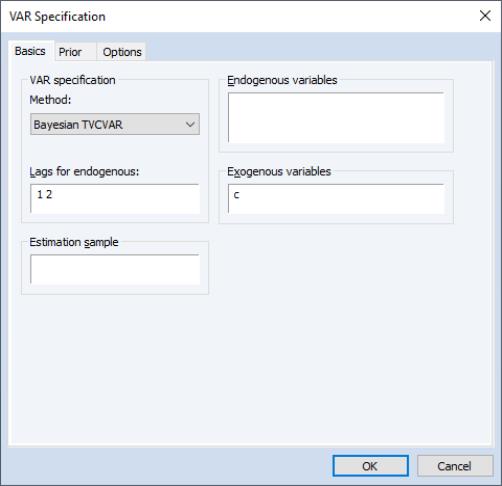 VAR Specification
Basics Prior Options
VAR specification
Method:
Bayesian TVCVAR
Lags for endogenous:
1 2
Estimation sample
Endogenous variables
Exogenous variables
c
OK Cancel